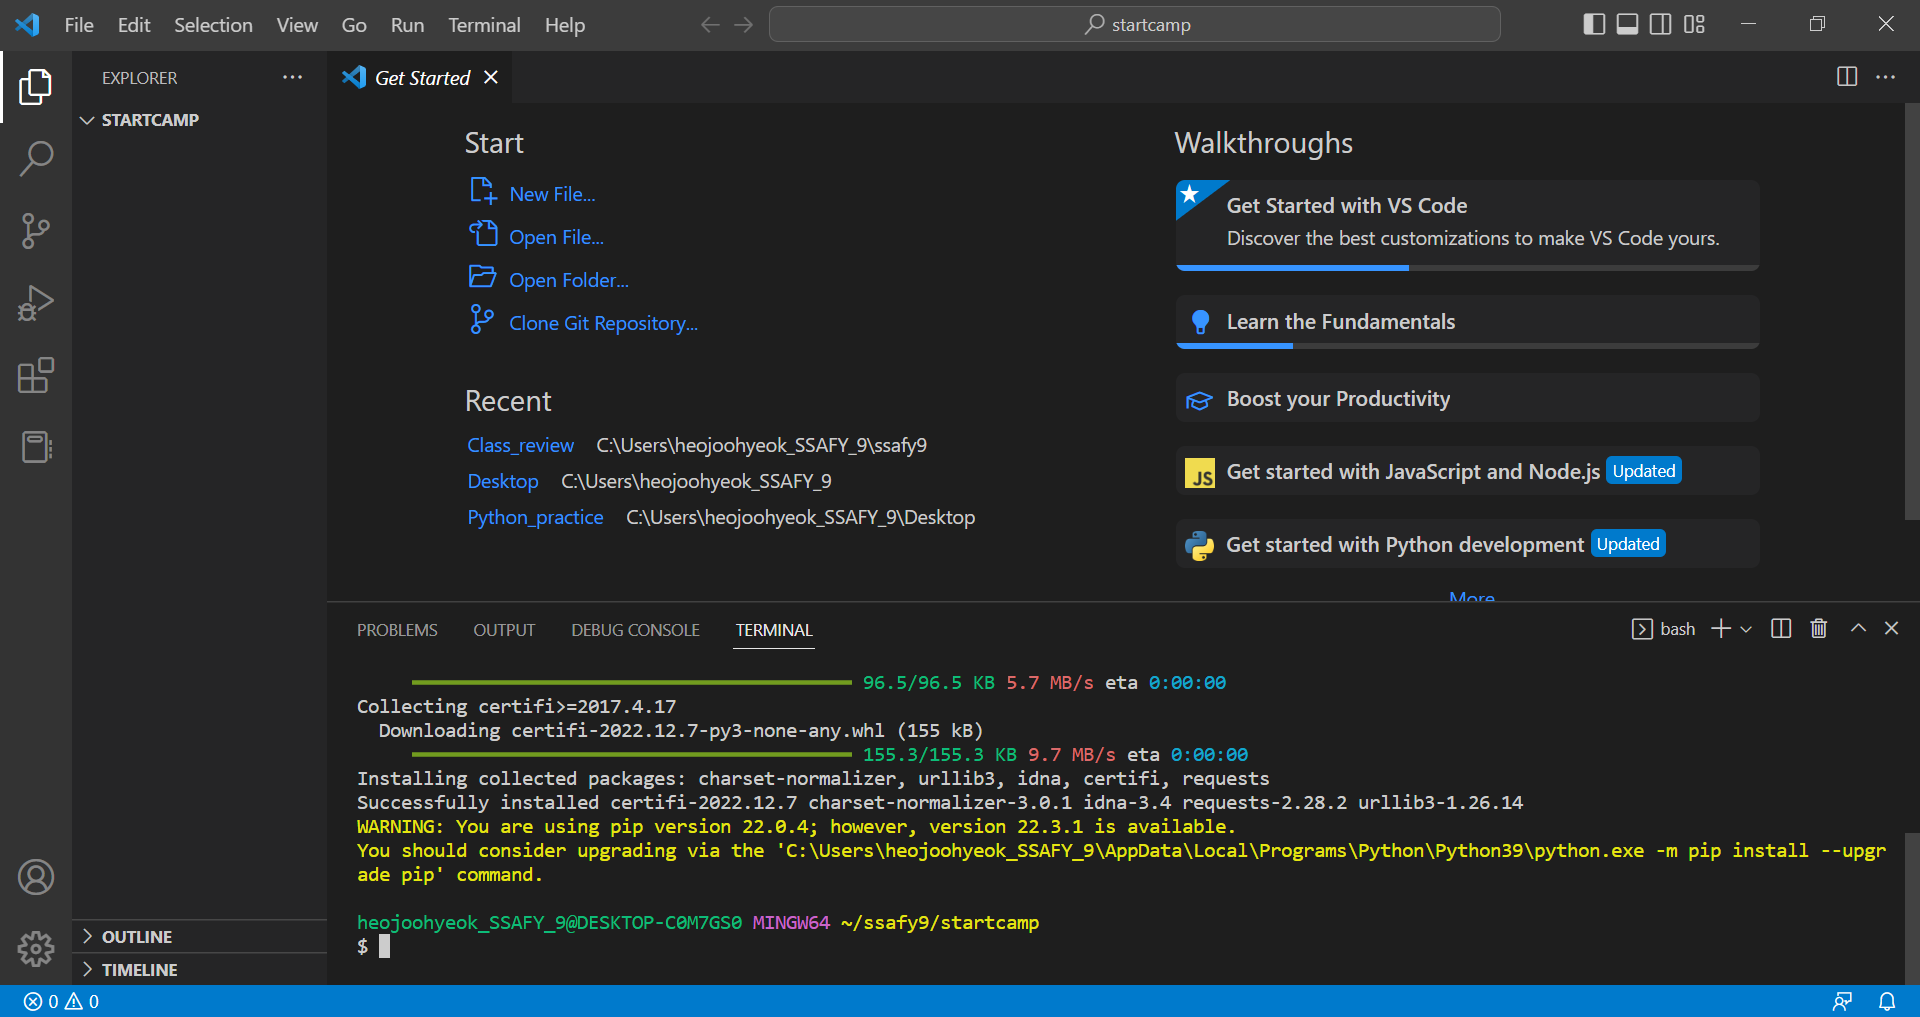 File Edit Selection View Go Run Terminal Help startcamp
EXPLORER
STARTCAMP
OUTLINE
TIMELINE
Get Started
Start
New File...
Open File...
Open Folder...
Clone Git Repository...
Recent
Class_review C:\Users\heojoohyeok_SSAFY_9\ssafy9
Desktop C:\Users\heojoohyeok_SSAFY_9
Python_practice C:\Users\heojoohyeok_SSAFY_9\Desktop
Walkthroughs
Get Started with VS Code
Discover the best customizations to make VS Code yours.
Learn the Fundamentals
Boost your Productivity
JS Get started with JavaScript and Node.js Updated
Get started with Python development Updated
More
PROBLEMS OUTPUT DEBUG CONSOLE TERMINAL bash
96.5/96.5 KB 5.7 MB/s eta 0:00:00
Collecting certifi>=2017.4.17
Downloading certifi-2022.12.7-py3-none-any.whl (155 kB)
155.3/155.3 KB 9.7 MB/s eta 0:00:00
Installing collected packages: charset-normalizer, urllib3, idna, certifi, requests
Successfully installed certifi-2022.12.7 charset-normalizer-3.0.1 idna-3.4 requests-2.28.2 urllib3-1.26.14
WARNING: You are using pip version 22.0.4; however, version 22.3.1 is available.
You should consider upgrading via the 'C:\Users\heojoohyeok_SSAFY_9\AppData\Local\Programs\Python\Python39\python.exe -m pip install --upgr
ade pip' command.
heojoohyeok_SSAFY_9@DESKTOP-C0M7GS0 MINGW64 ~/ssafy9/startcamp
$
0 0